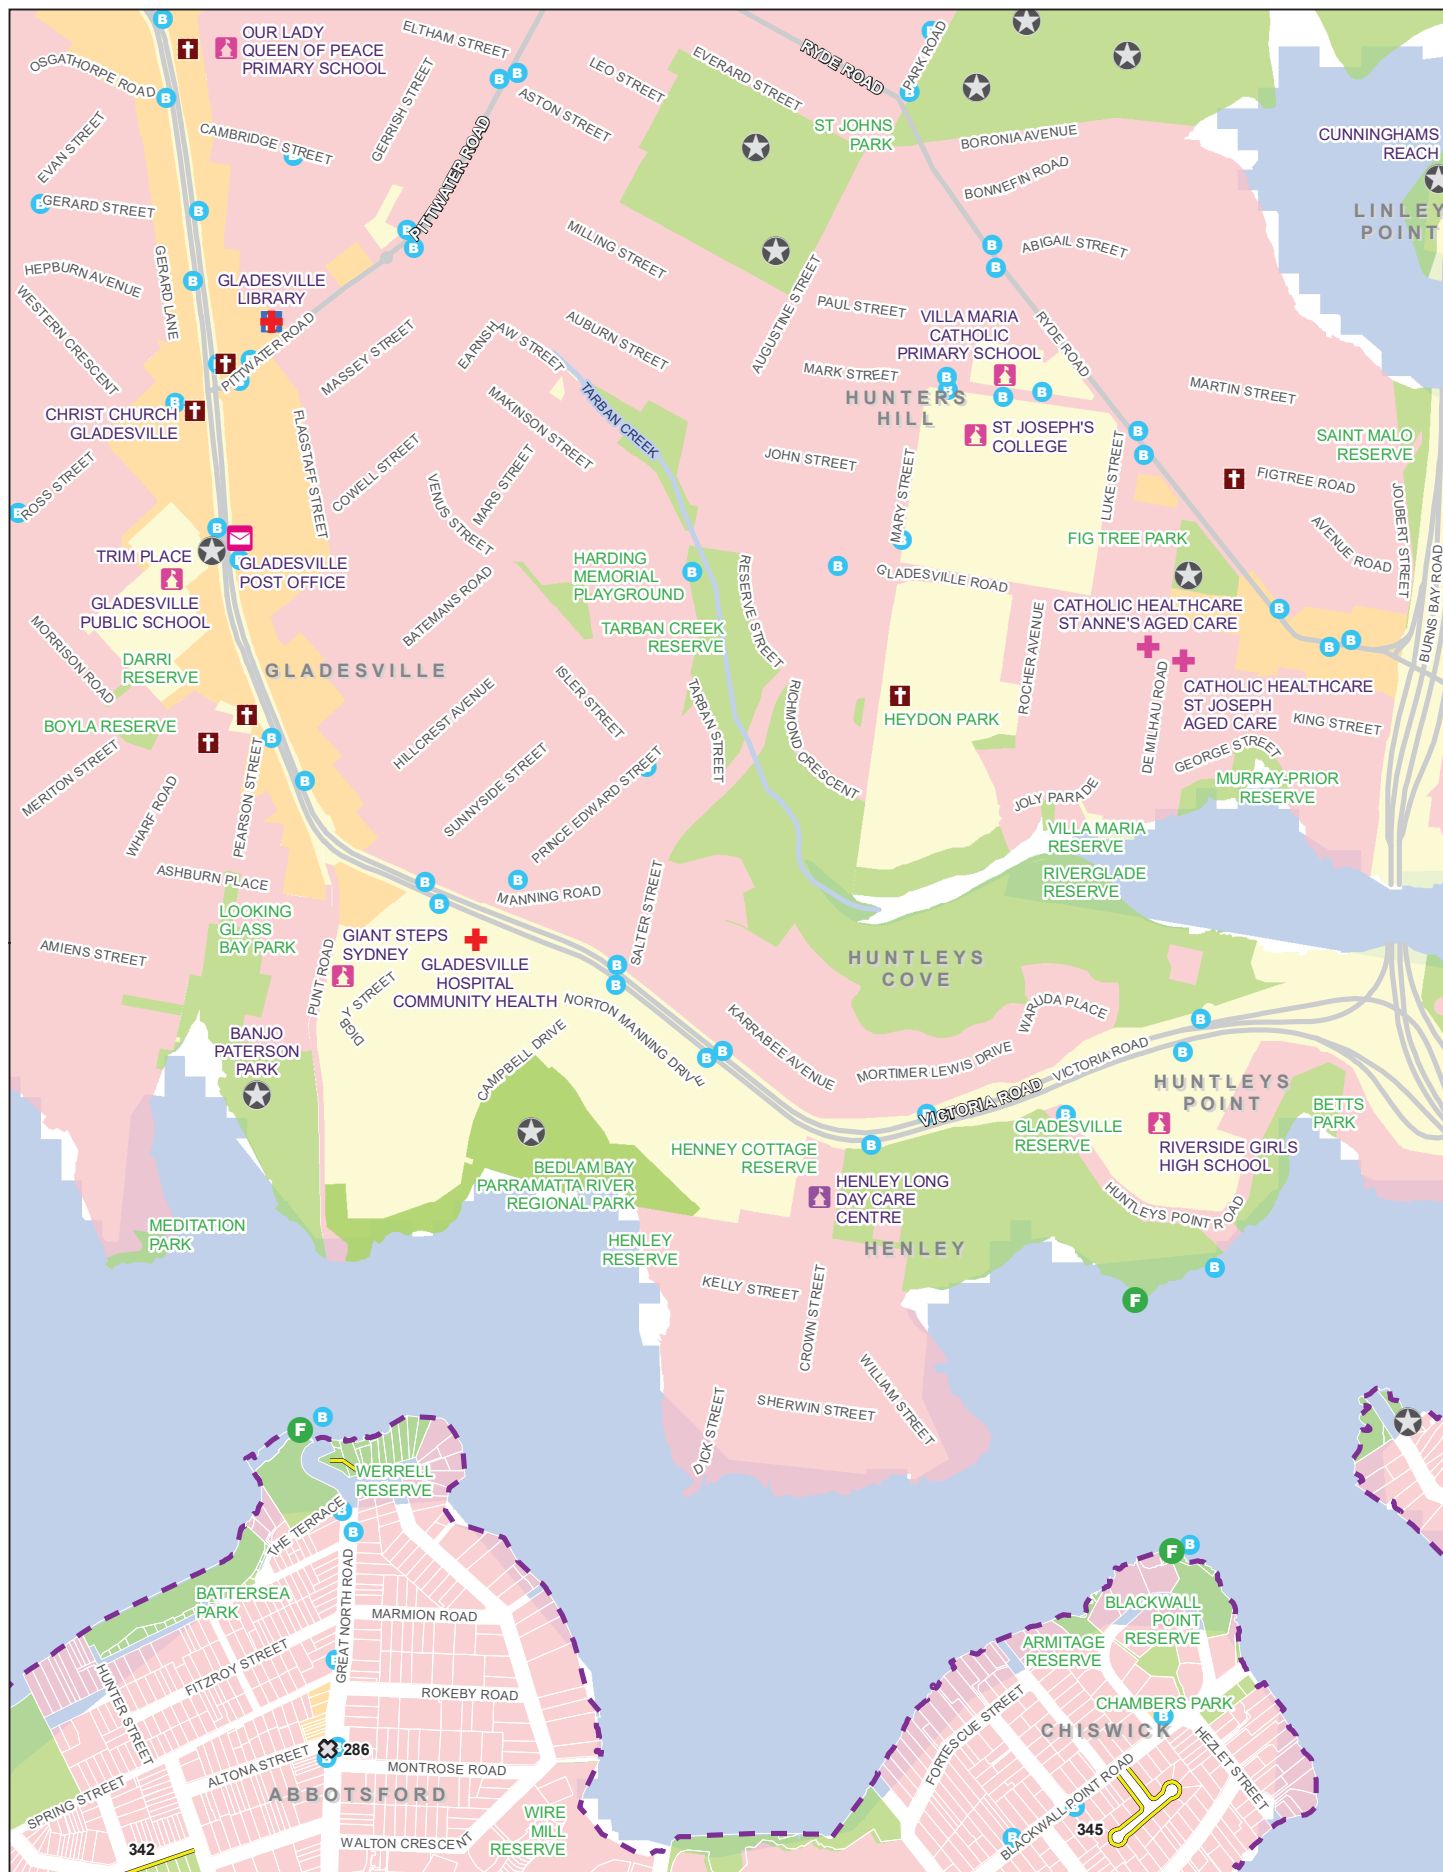 OUR LADY
QUEEN OF PEACE
PRIMARY SCHOOL
ELTHAM STREET
OSGATHORPE ROAD
GERRISH STREET
LEO STREET
EVERARD STREET
RYDE ROAD
PARK ROAD
ASTON STREET
EVAN STREET
CAMBRIDGE STREET
PITTWATER ROAD
ST JOHNS
PARK
BORONIA AVENUE
BONNEFIN ROAD
CUNNINGHAMS
REACH
LINLEY
POINT
GERARD STREET
GERARD LANE
HEPBURN AVENUE
WESTERN CRESCENT
GLADESVILLE
LIBRARY
PITTWATER ROAD
MILLING STREET
ABIGAIL STREET
AUGUSTINE STREET
PAUL STREET
RYDE ROAD
VILLA MARIA
CATHOLIC
PRIMARY SCHOOL
MASSEY STREET
EARNSHAW STREET
AUBURN STREET
TARBAN CREEK
MARK STREET
HUNTERS
HILL
MARTIN STREET
CHRIST CHURCH
GLADESVILLE
FLAGSTAFF STREET
MAKINSON STREET
ST JOSEPH'S
COLLEGE
SAINT MALO
RESERVE
ROSS STREET
COWELL STREET
VENUS STREET
MARS STREET
JOHN STREET
MARY STREET
LUKE STREET
FIGTREE ROAD
JOUBERT STREET
AVENUE ROAD
BURNS BAY ROAD
FIG TREE PARK
TRIM PLACE
GLADESVILLE
POST OFFICE
GLADESVILLE
PUBLIC SCHOOL
BATEMANS ROAD
HARDING
MEMORIAL
PLAYGROUND
TARBAN CREEK
RESERVE
RESERVE STREET
GLADESVILLE ROAD
ROCHER AVENUE
CATHOLIC HEALTHCARE
ST ANNE'S AGED CARE
CATHOLIC HEALTHCARE
ST JOSEPH
AGED CARE
DE MILHAU ROAD
KING STREET
GEORGE STREET
MORRISON ROAD
DARRI
RESERVE
BOYLA RESERVE
GLADESVILLE
HILLCREST AVENUE
ISLER STREET
TARBAN STREET
RICHMOND CRESCENT
HEYDON PARK
MERITON STREET
WHARF ROAD
PEARSON STREET
SUNNYSIDE STREET
PRINCE EDWARD STREET
JOLY PARADE
MURRAY-PRIOR
RESERVE
VILLA MARIA
RESERVE
RIVERGLADE
RESERVE
ASHBURN PLACE
MANNING ROAD
SALTER STREET
LOOKING
GLASS
BAY PARK
AMIENS STREET
PUNT ROAD
GIANT STEPS
SYDNEY
DIGBY STREET
GLADESVILLE
HOSPITAL
COMMUNITY HEALTH
HUNTLEYS
COVE
NORTON MANNING DRIVE
CAMPBELL DRIVE
KARRABEE AVENUE
WARUDA PLACE
MORTIMER LEWIS DRIVE
VICTORIA ROAD
VICTORIA ROAD
BANJO
PATERSON
PARK
HUNTLEYS
POINT
BETTS
PARK
GLADESVILLE
RESERVE
RIVERSIDE GIRLS
HIGH SCHOOL
HUNTLEYS POINT ROAD
HENNEY COTTAGE
RESERVE
BEDLAM BAY
PARRAMATTA RIVER
REGIONAL PARK
HENLEY LONG
DAY CARE
CENTRE
MEDITATION
PARK
HENLEY
RESERVE
HENLEY
KELLY STREET
CROWN STREET
WILLIAM STREET
SHERWIN STREET
DICK STREET
WERRELL
RESERVE
THE TERRACE
BATTERSEA
PARK
GREAT NORTH ROAD
MARMION ROAD
FITZROY STREET
HUNTER STREET
ROKEBY ROAD
ALTONA STREET
286
MONTROSE ROAD
ABBOTSFORD
SPRING STREET
WALTON CRESCENT
342
WIRE
MILL
RESERVE
BLACKWALL
POINT
RESERVE
ARMITAGE
RESERVE
CHAMBERS PARK
CHISWICK
FORTESCUE STREET
HEZLET STREET
BLACKWALL POINT ROAD
345